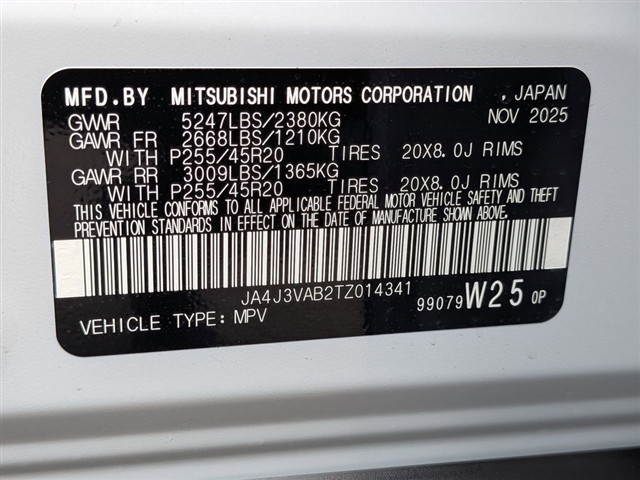 MFD.BY MITSUBISHI MOTORS CORPORATION , JAPAN
GVWR 5247LBS/2380KG NOV 2025
GAWR FR 2668LBS/1210KG
WITH P255/45R20 TIRES 20X8.0J RIMS
GAWR RR 3009LBS/1365KG
WITH P255/45R20 TIRES 20X8.0J RIMS
THIS VEHICLE CONFORMS TO ALL APPLICABLE FEDERAL MOTOR VEHICLE SAFETY AND THEFT
PREVENTION STANDARDS IN EFFECT ON THE DATE OF MANUFACTURE SHOWN ABOVE.
JA4J3VAB2TZ014341
99079 W25 OP
VEHICLE TYPE: MPV